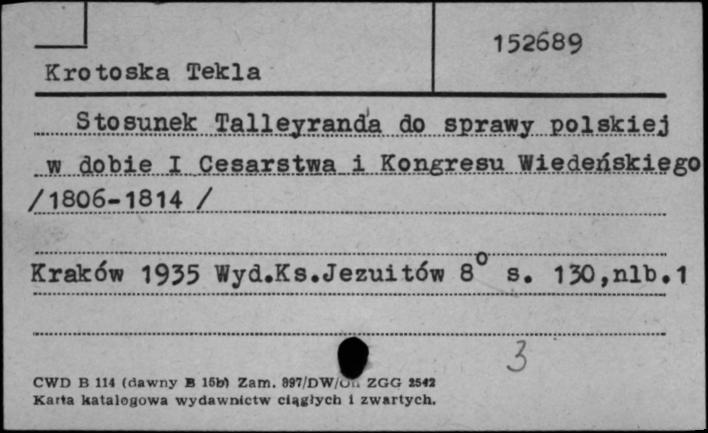 152689
Krotoska Tekla
Stosunek Talleyranda do sprawy polskiej
w dobie I Cesarstwa i Kongresu Wiedeńskiego
/1806-1814 /
Kraków 1935 Wyd.Ks.Jezuitów 8° s. 130,nlb.1
3
CWD B 114 (dawny B 15b) Zam. 897/DW/ ZGG 2542
Karta katalogowa wydawnictw ciągłych i zwartych.